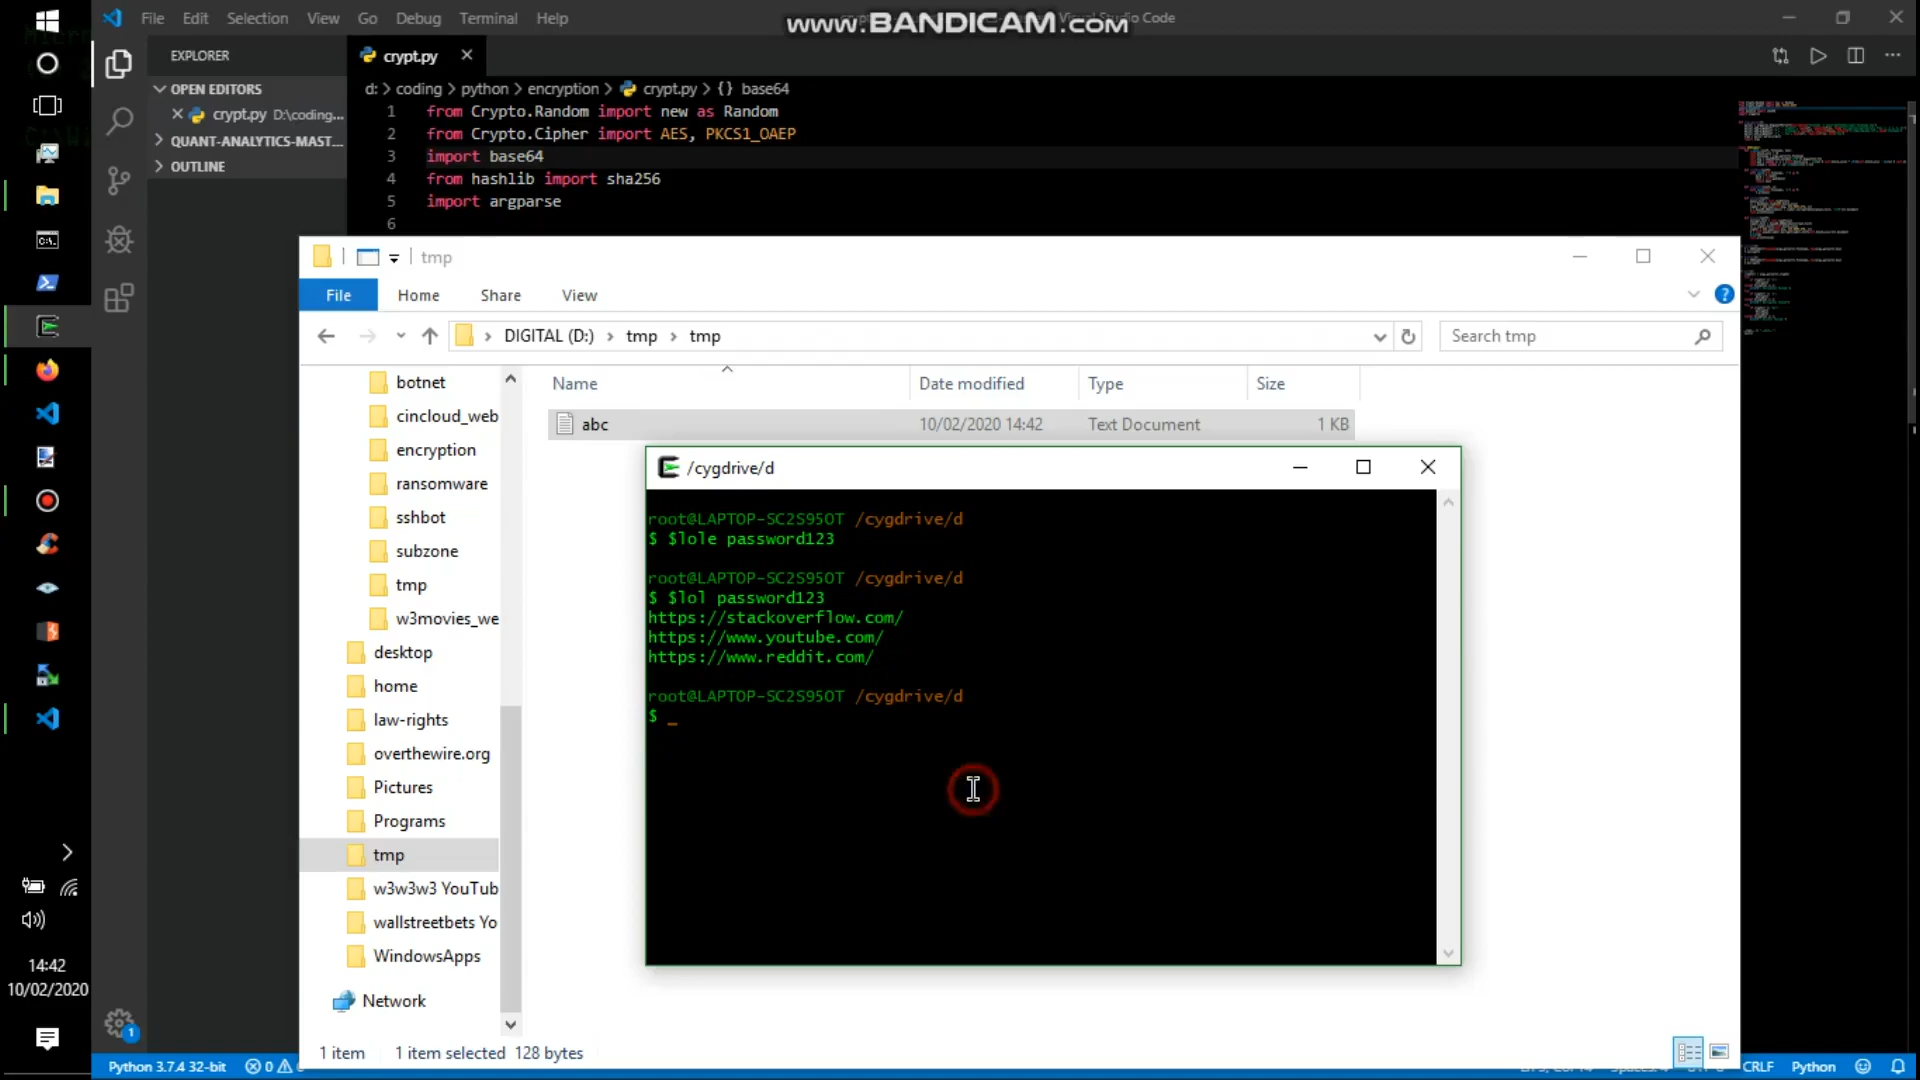 www.BANDICAM.com
File Edit Selection View Go Debug Terminal Help
Studio Code
EXPLORER
crypt.py
OPEN EDITORS
crypt.py D:\coding...
QUANT-ANALYTICS-MAST...
OUTLINE
d: > coding > python > encryption > crypt.py > {} base64
1 from Crypto.Random import new as Random
2 from Crypto.Cipher import AES, PKCS1_OAEP
3 import base64
4 from hashlib import sha256
5 import argparse
6
tmp
File Home Share View
DIGITAL (D:) > tmp > tmp
Search tmp
botnet
cincloud_web
encryption
ransomware
sshbot
subzone
tmp
w3movies_we
desktop
home
law-rights
overthewire.org
Pictures
Programs
tmp
w3w3w3 YouTub
wallstreetbets Yo
WindowsApps
Network
Name Date modified Type Size
abc 10/02/2020 14:42 Text Document 1 KB
/cygdrive/d
root@LAPTOP-SC2S95OT /cygdrive/d
$ $lole password123
root@LAPTOP-SC2S95OT /cygdrive/d
$ $lol password123
https://stackoverflow.com/
https://www.youtube.com/
https://www.reddit.com/
root@LAPTOP-SC2S95OT /cygdrive/d
$ _
1 item 1 item selected 128 bytes
14:42
10/02/2020
1
Python 3.7.4 32-bit 0
CRLF Python